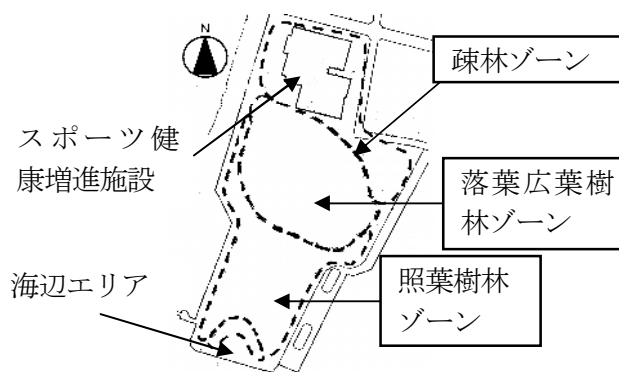 N
疎林ゾーン
スポーツ健
康増進施設
落葉広葉樹
林ゾーン
海辺エリア
照葉樹林
ゾーン